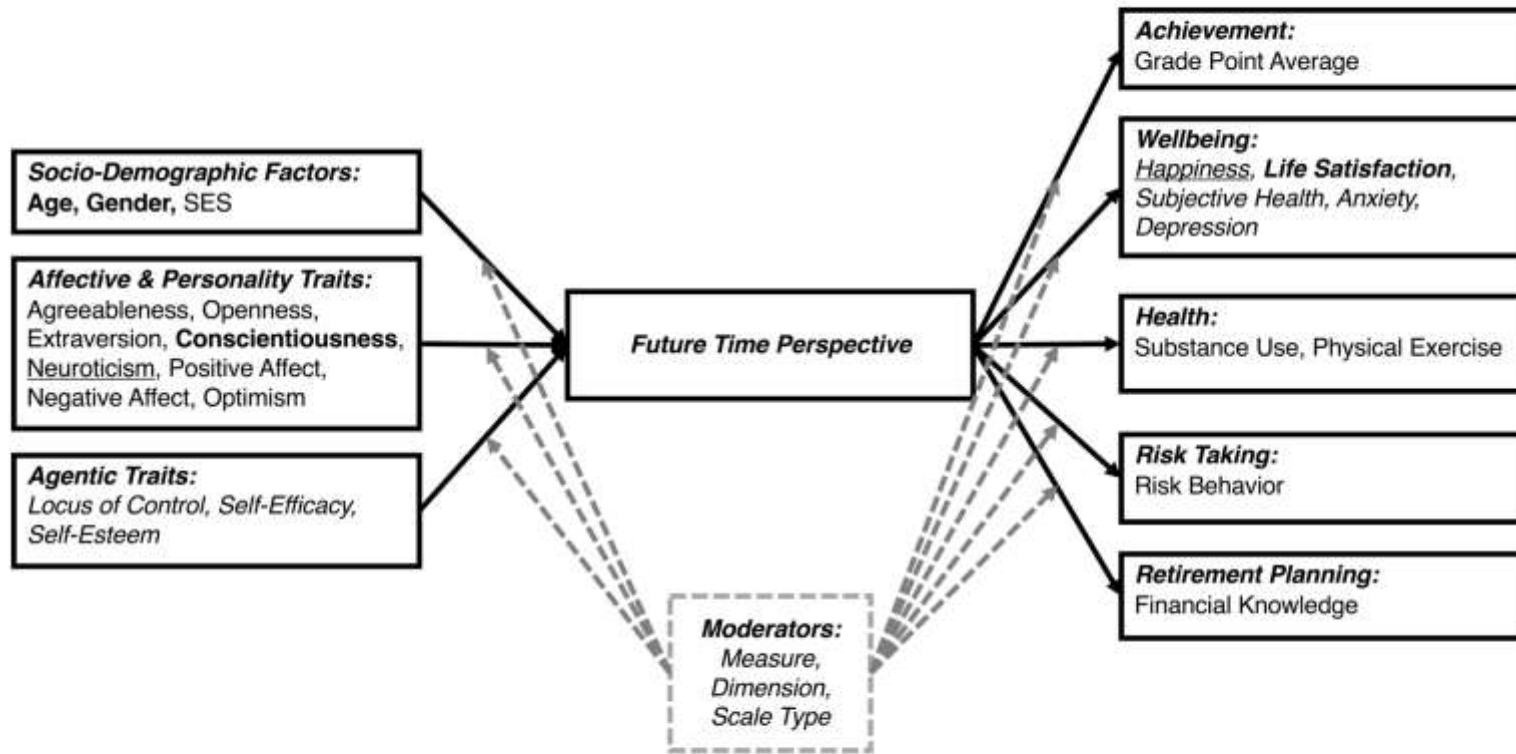 Socio-Demographic Factors:
Age, Gender, SES
Affective & Personality Traits:
Agreeableness, Openness,
Extraversion, Conscientiousness,
Neuroticism, Positive Affect,
Negative Affect, Optimism
Agentic Traits:
Locus of Control, Self-Efficacy,
Self-Esteem
Future Time Perspective
Moderators:
Measure,
Dimension,
Scale Type
Achievement:
Grade Point Average
Wellbeing:
Happiness, Life Satisfaction,
Subjective Health, Anxiety,
Depression
Health:
Substance Use, Physical Exercise
Risk Taking:
Risk Behavior
Retirement Planning:
Financial Knowledge